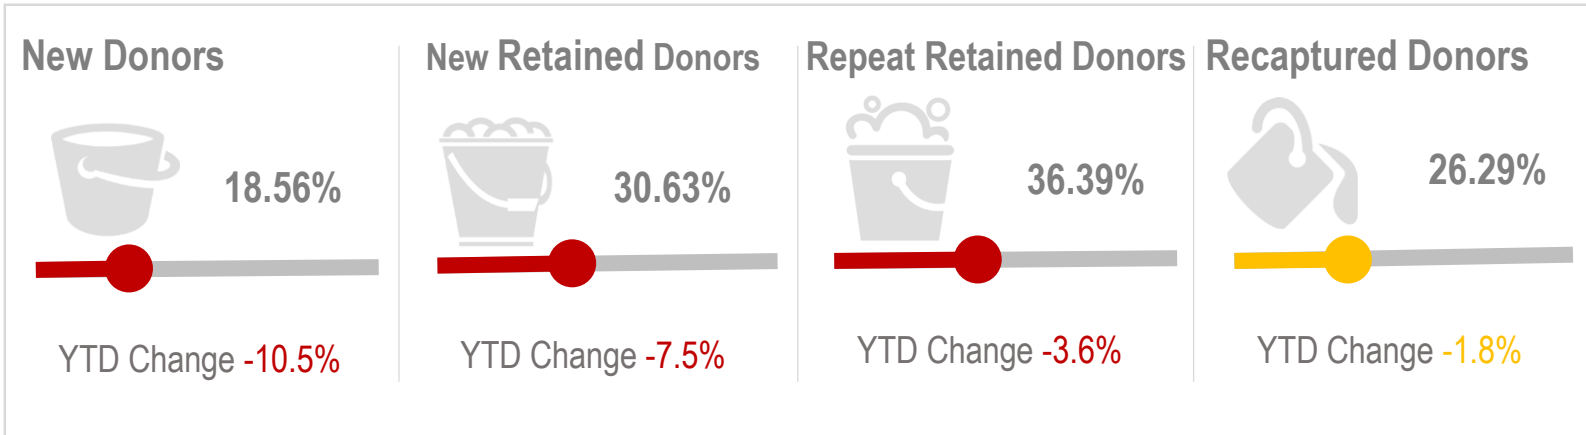 New Donors
18.56%
YTD Change -10.5%
New Retained Donors
30.63%
YTD Change -7.5%
Repeat Retained Donors
36.39%
YTD Change -3.6%
Recaptured Donors
26.29%
YTD Change -1.8%